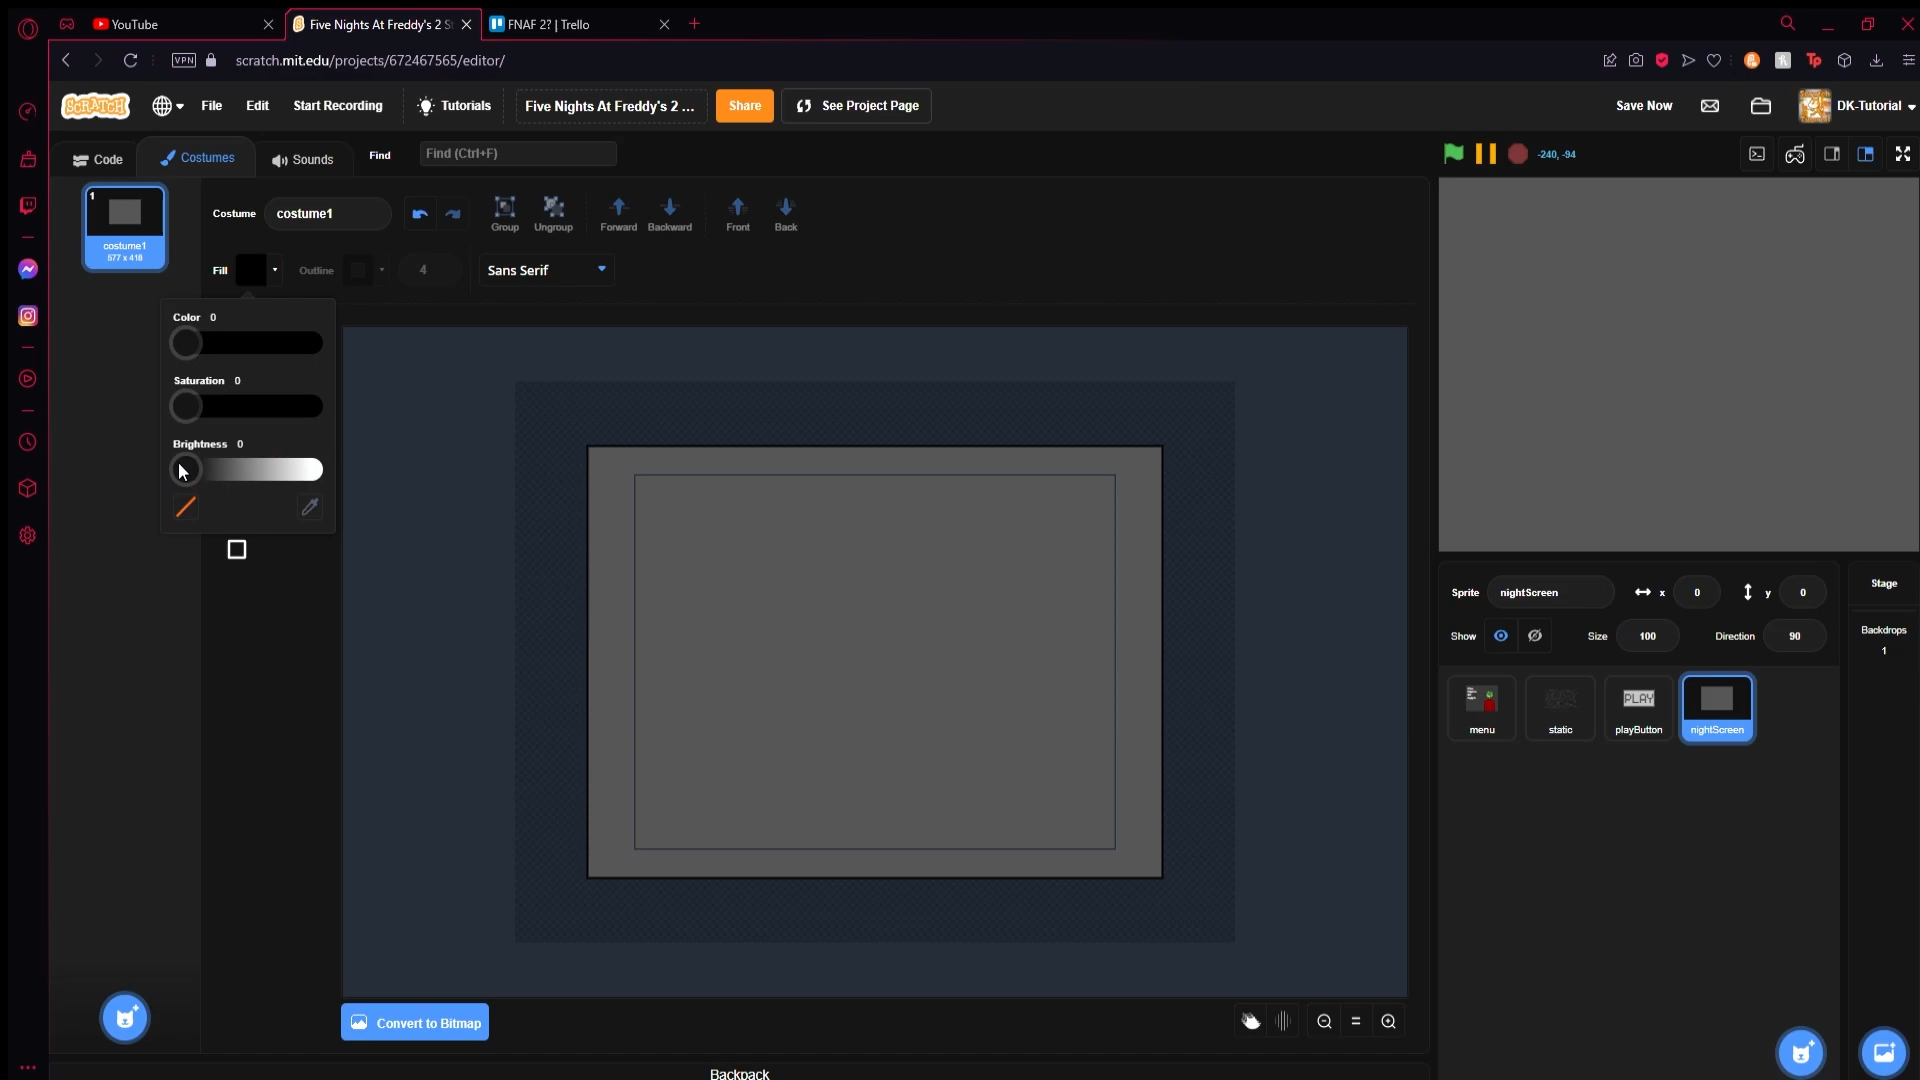 YouTube
Five Nights At Freddy's 2 S
FNAF 2? | Trello
VPN
scratch.mit.edu/projects/672467565/editor/
Tp
SCRATCH
File
Edit
Start Recording
Tutorials
Five Nights At Freddy's 2 ...
Share
See Project Page
Save Now
DK-Tutorial
Code
Costumes
Sounds
Find
Find (Ctrl+F)
-240, -94
1
costume1
577 x 418
Costume
costume1
Group
Ungroup
Forward
Backward
Front
Back
Fill
Outline
4
Sans Serif
Color 0
Saturation 0
Brightness 0
Convert to Bitmap
Backpack
Sprite
nightScreen
x
0
y
0
Show
Size
100
Direction
90
Stage
Backdrops
1
menu
static
PLAY
playButton
nightScreen